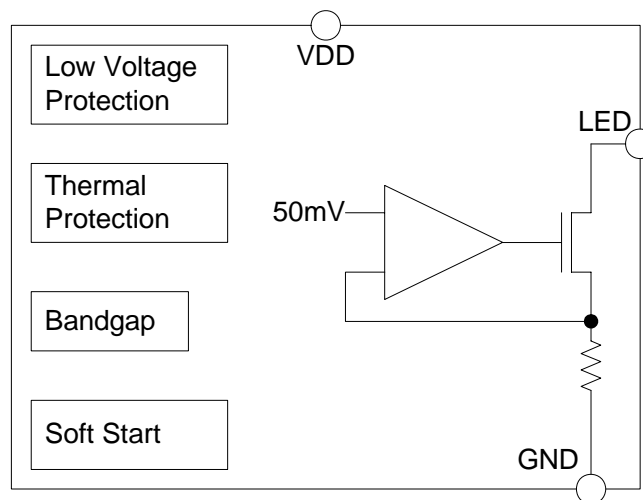 VDD
Low Voltage
Protection
LED
Thermal
Protection
50mV
Bandgap
Soft Start
GND